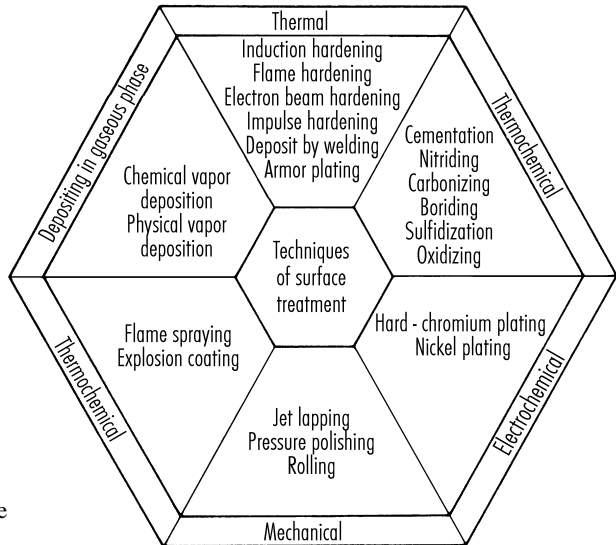 Thermal
Induction hardening
Flame hardening
Electron beam hardening
Impulse hardening
Deposit by welding
Armor plating
Thermochemical
Cementation
Nitriding
Carbonizing
Boriding
Sulfidization
Oxidizing
Depositing in gaseous phase
Chemical vapor
deposition
Physical vapor
deposition
Techniques
of surface
treatment
Thermochemical
Flame spraying
Explosion coating
Electrochemical
Hard - chromium plating
Nickel plating
Jet lapping
Pressure polishing
Rolling
Mechanical
e